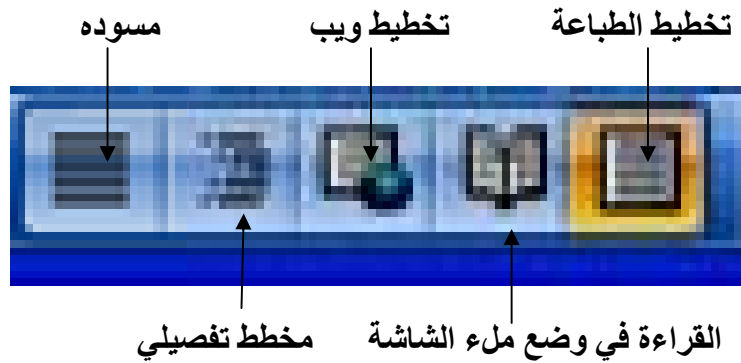 تخطيط الطباعة تخطيط ويب مسوده
القراءة في وضع ملء الشاشة مخطط تفصيلي